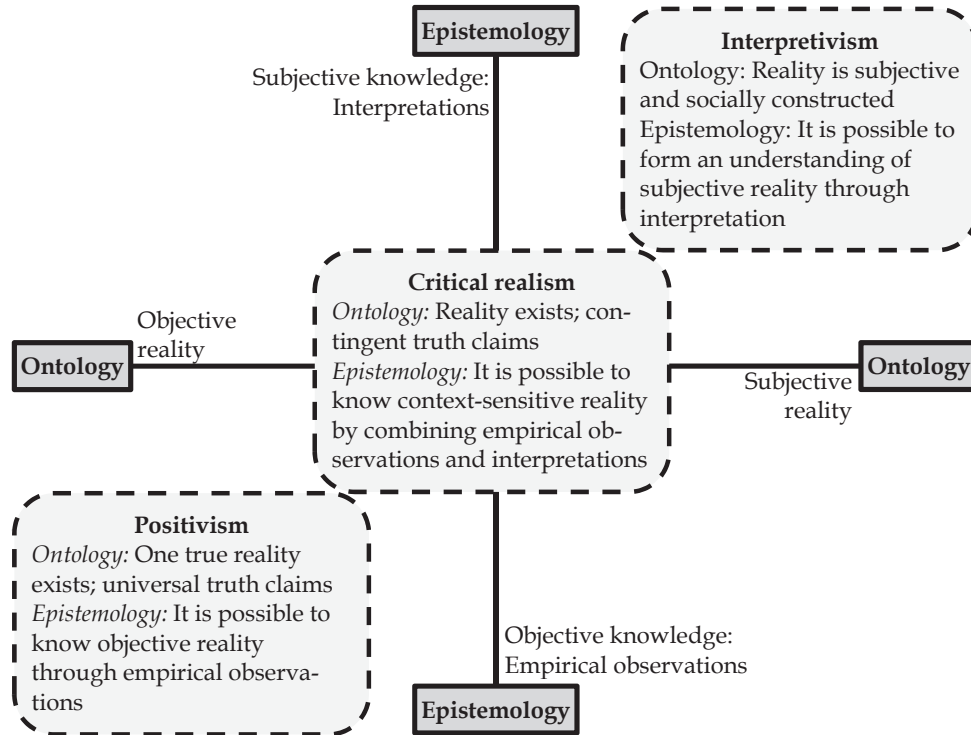 Epistemology
Subjective knowledge:
Interpretations
Interpretivism
Ontology: Reality is subjective
and socially constructed
Epistemology: It is possible to
form an understanding of
subjective reality through
interpretation
Critical realism
Ontology: Reality exists; con-
tingent truth claims
Epistemology: It is possible to
know context-sensitive reality
by combining empirical ob-
servations and interpretations
Objective
reality
Ontology
Ontology
Subjective
reality
Positivism
Ontology: One true reality
exists; universal truth claims
Epistemology: It is possible to
know objective reality
through empirical observa-
tions
Objective knowledge:
Empirical observations
Epistemology